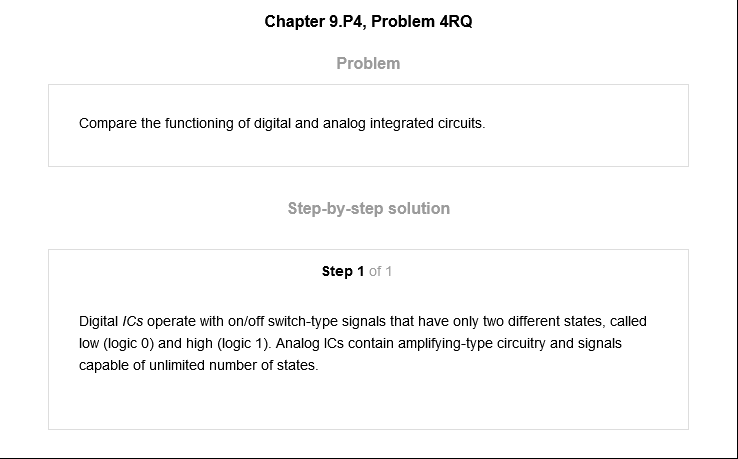 Chapter 9.P4, Problem 4RQ
Problem
Compare the functioning of digital and analog integrated circuits.
Step-by-step solution
Step 1 of 1
Digital ICs operate with on/off switch-type signals that have only two different states, called
low (logic 0) and high (logic 1). Analog ICs contain amplifying-type circuitry and signals
capable of unlimited number of states.